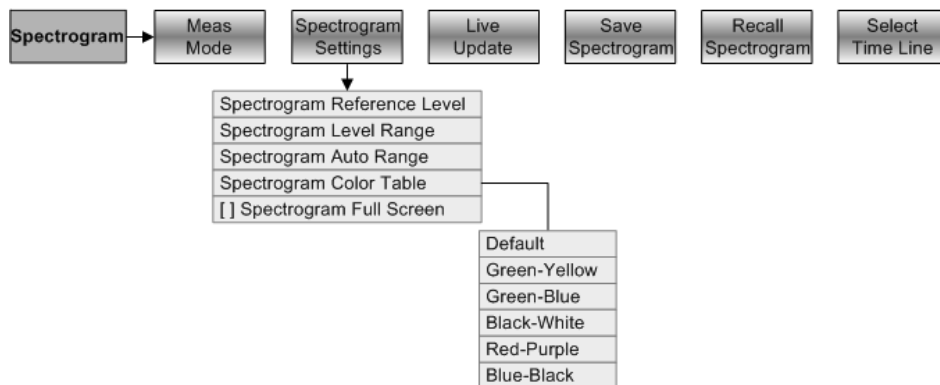 Spectrogram
Meas
Mode
Spectrogram
Settings
Live
Update
Save
Spectrogram
Recall
Spectrogram
Select
Time Line
Spectrogram Reference Level
Spectrogram Level Range
Spectrogram Auto Range
Spectrogram Color Table
[ ] Spectrogram Full Screen
Default
Green-Yellow
Green-Blue
Black-White
Red-Purple
Blue-Black